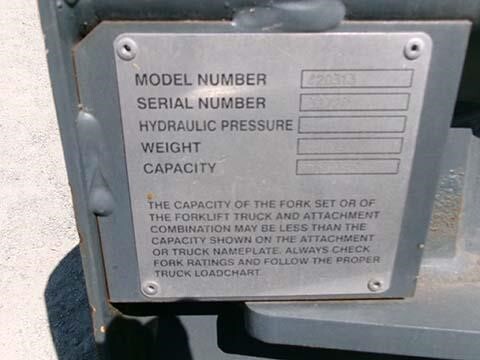 MODEL NUMBER
SERIAL NUMBER
HYDRAULIC PRESSURE
WEIGHT
CAPACITY
THE CAPACITY OF THE FORK SET OR OF
THE FORKLIFT TRUCK AND ATTACHMENT
COMBINATION MAY BE LESS THAN THE
CAPACITY SHOWN ON THE ATTACHMENT
OR TRUCK NAMEPLATE. ALWAYS CHECK
FORK RATINGS AND FOLLOW THE PROPER
TRUCK LOADCHART.